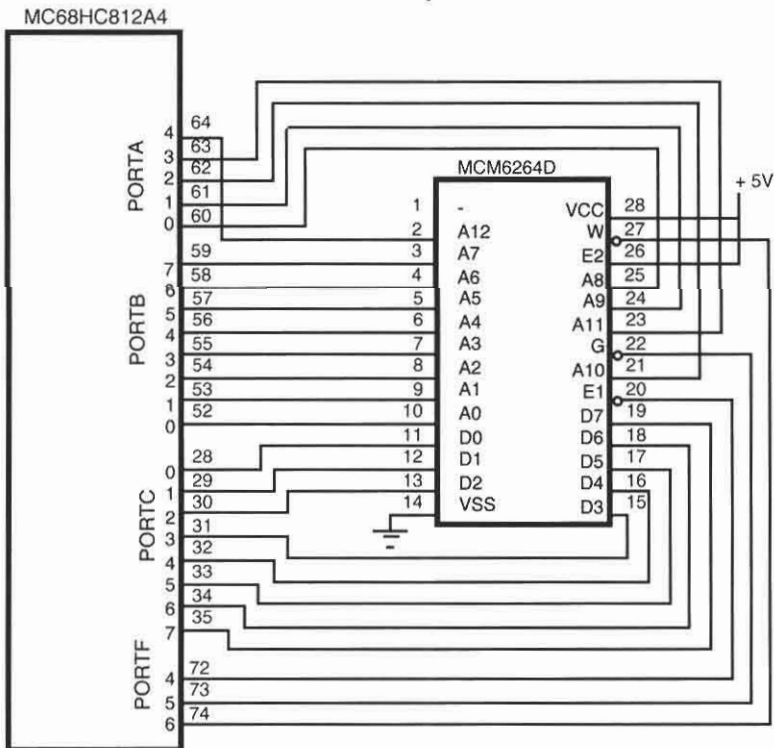 MC68HC812A4
PORTA
4 64
3 63
2 62
1 61
0 60
PORTB
7 59
6 58
5 57
4 56
3 55
2 54
1 53
0 52
PORTC
0 28
1 29
2 30
3 31
4 32
5 33
6 34
7 35
PORTF
4 72
5 73
6 74
MCM6264D
1 -
2 A12
3 A7
4 A6
5 A5
6 A4
7 A3
8 A2
9 A1
10 A0
11 D0
12 D1
13 D2
14 VSS
VCC 28
W 27
E2 26
A8 25
A9 24
A11 23
G 22
A10 21
E1 20
D7 19
D6 18
D5 17
D4 16
D3 15
+ 5V